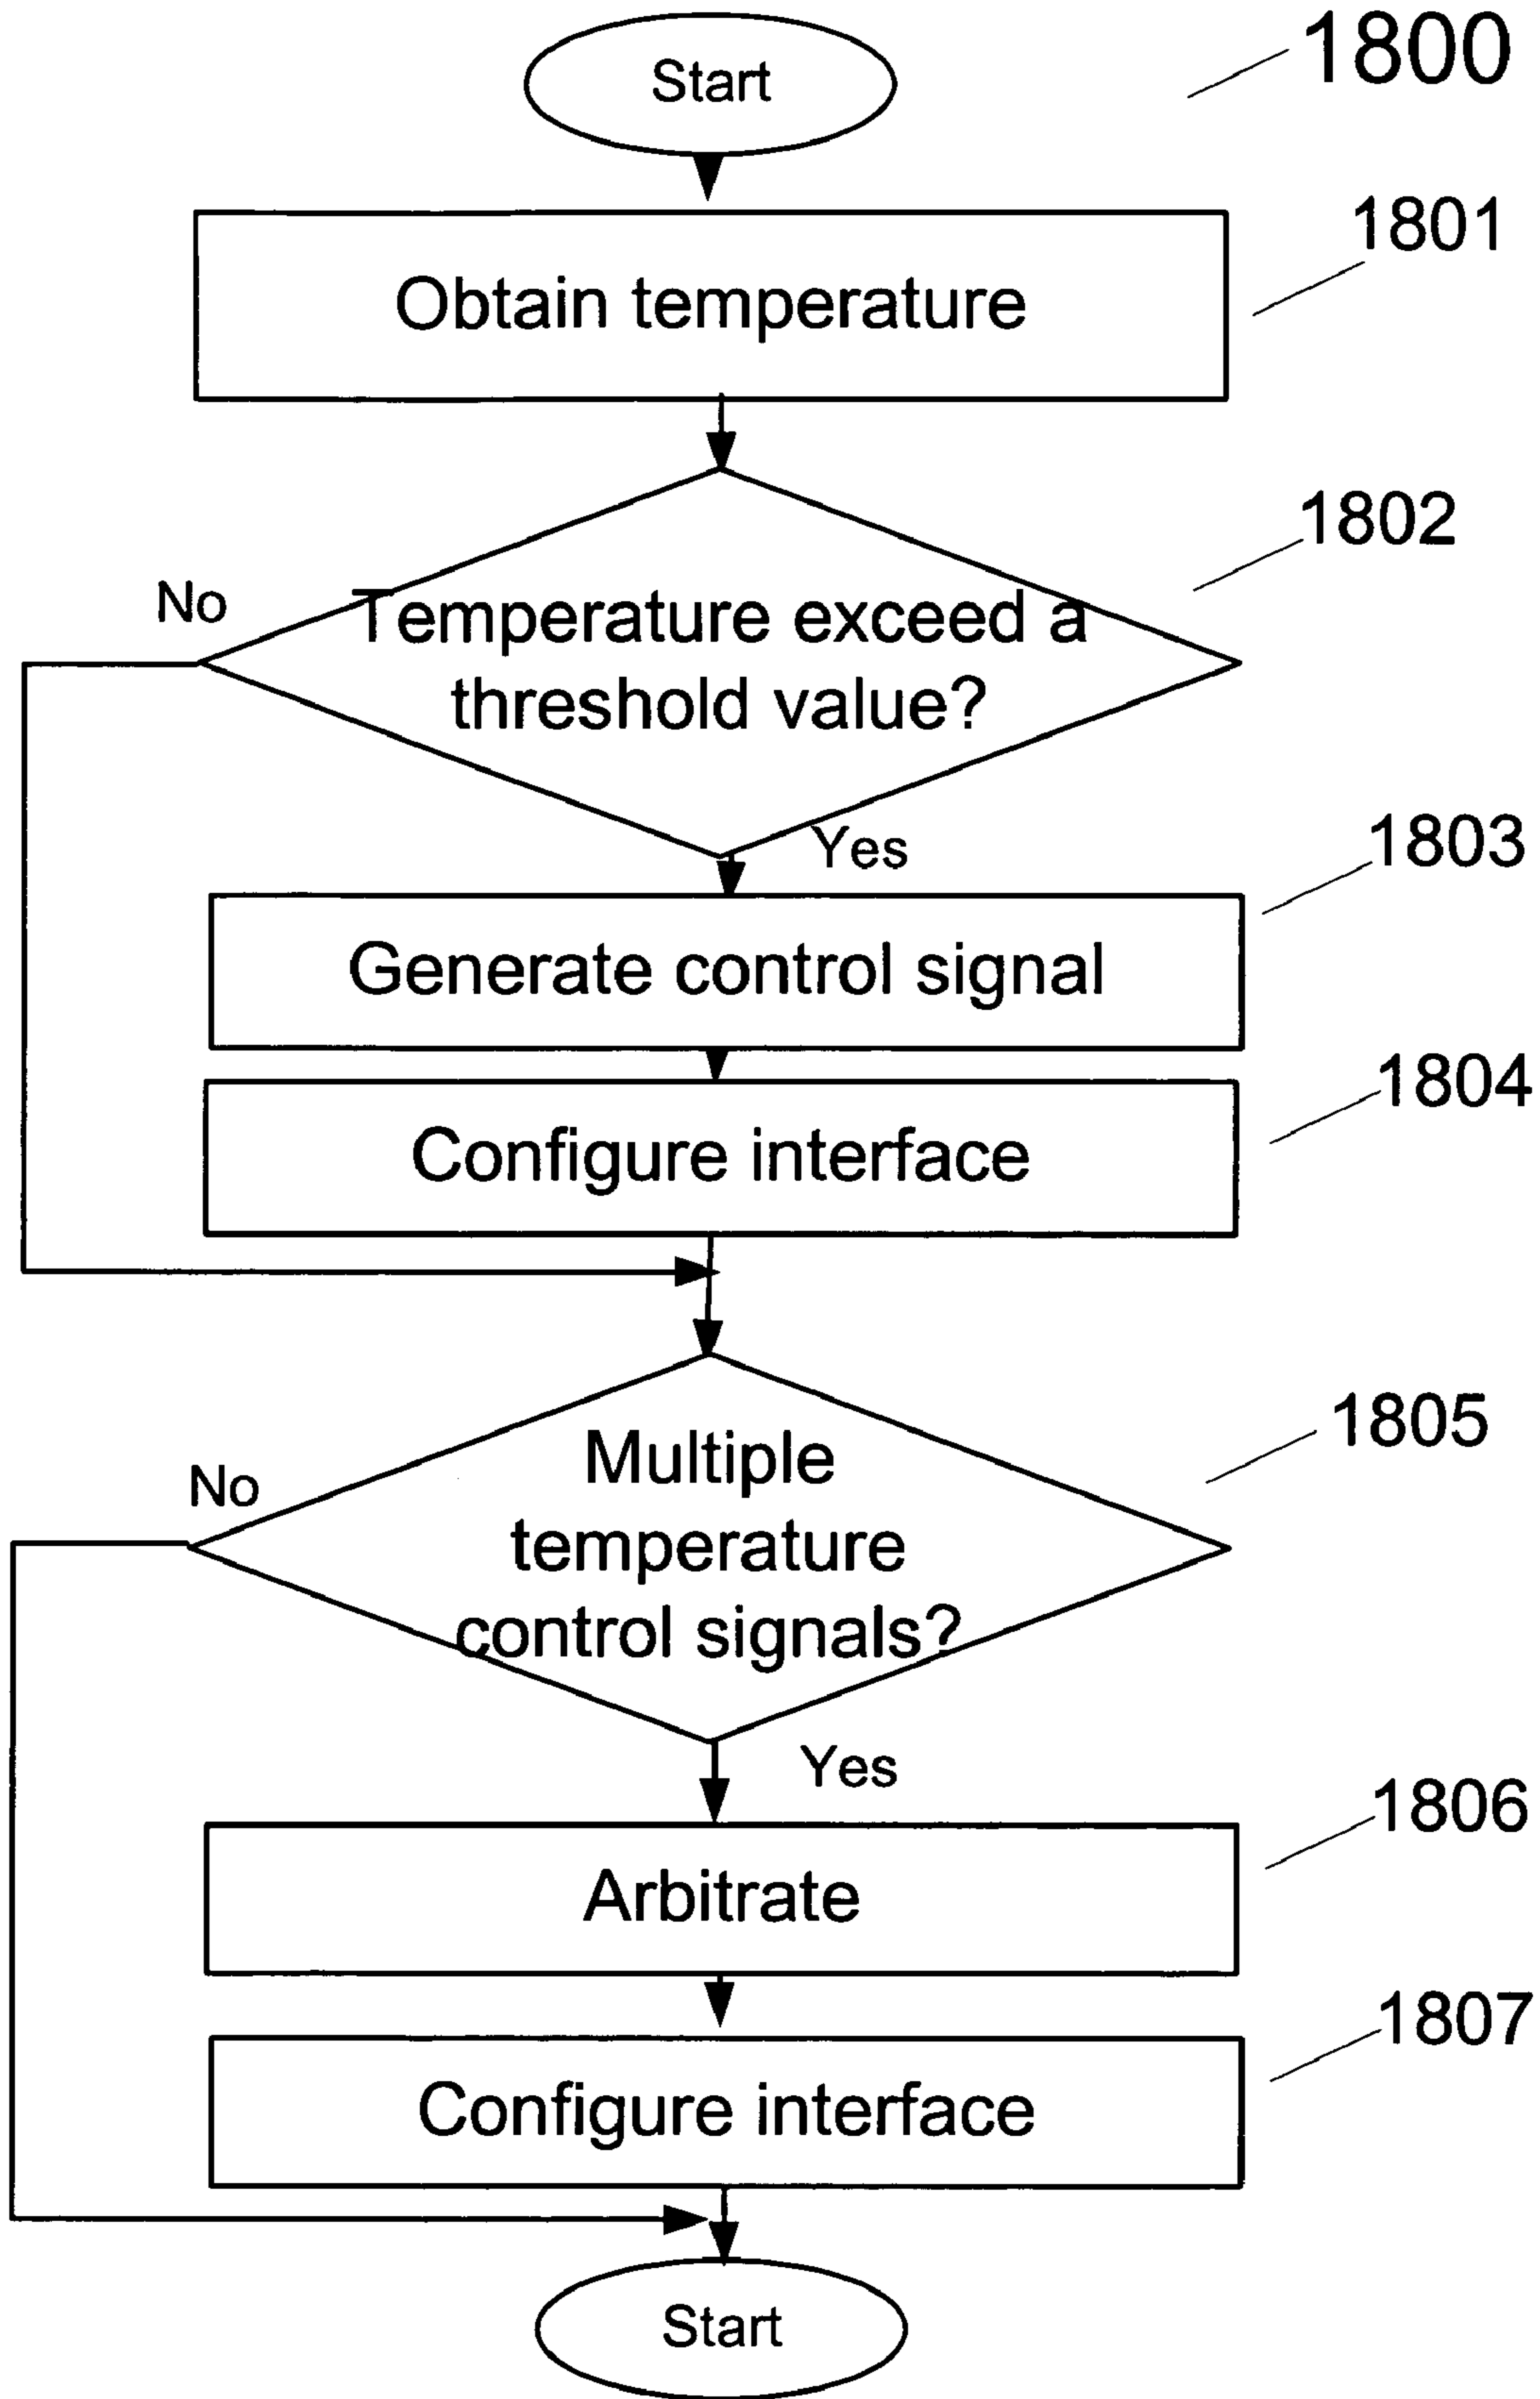 Start
1800
1801
Obtain temperature
1802
No
Temperature exceed a
threshold value?
Yes
1803
Generate control signal
1804
Configure interface
1805
No
Multiple
temperature
control signals?
Yes
1806
Arbitrate
1807
Configure interface
Start